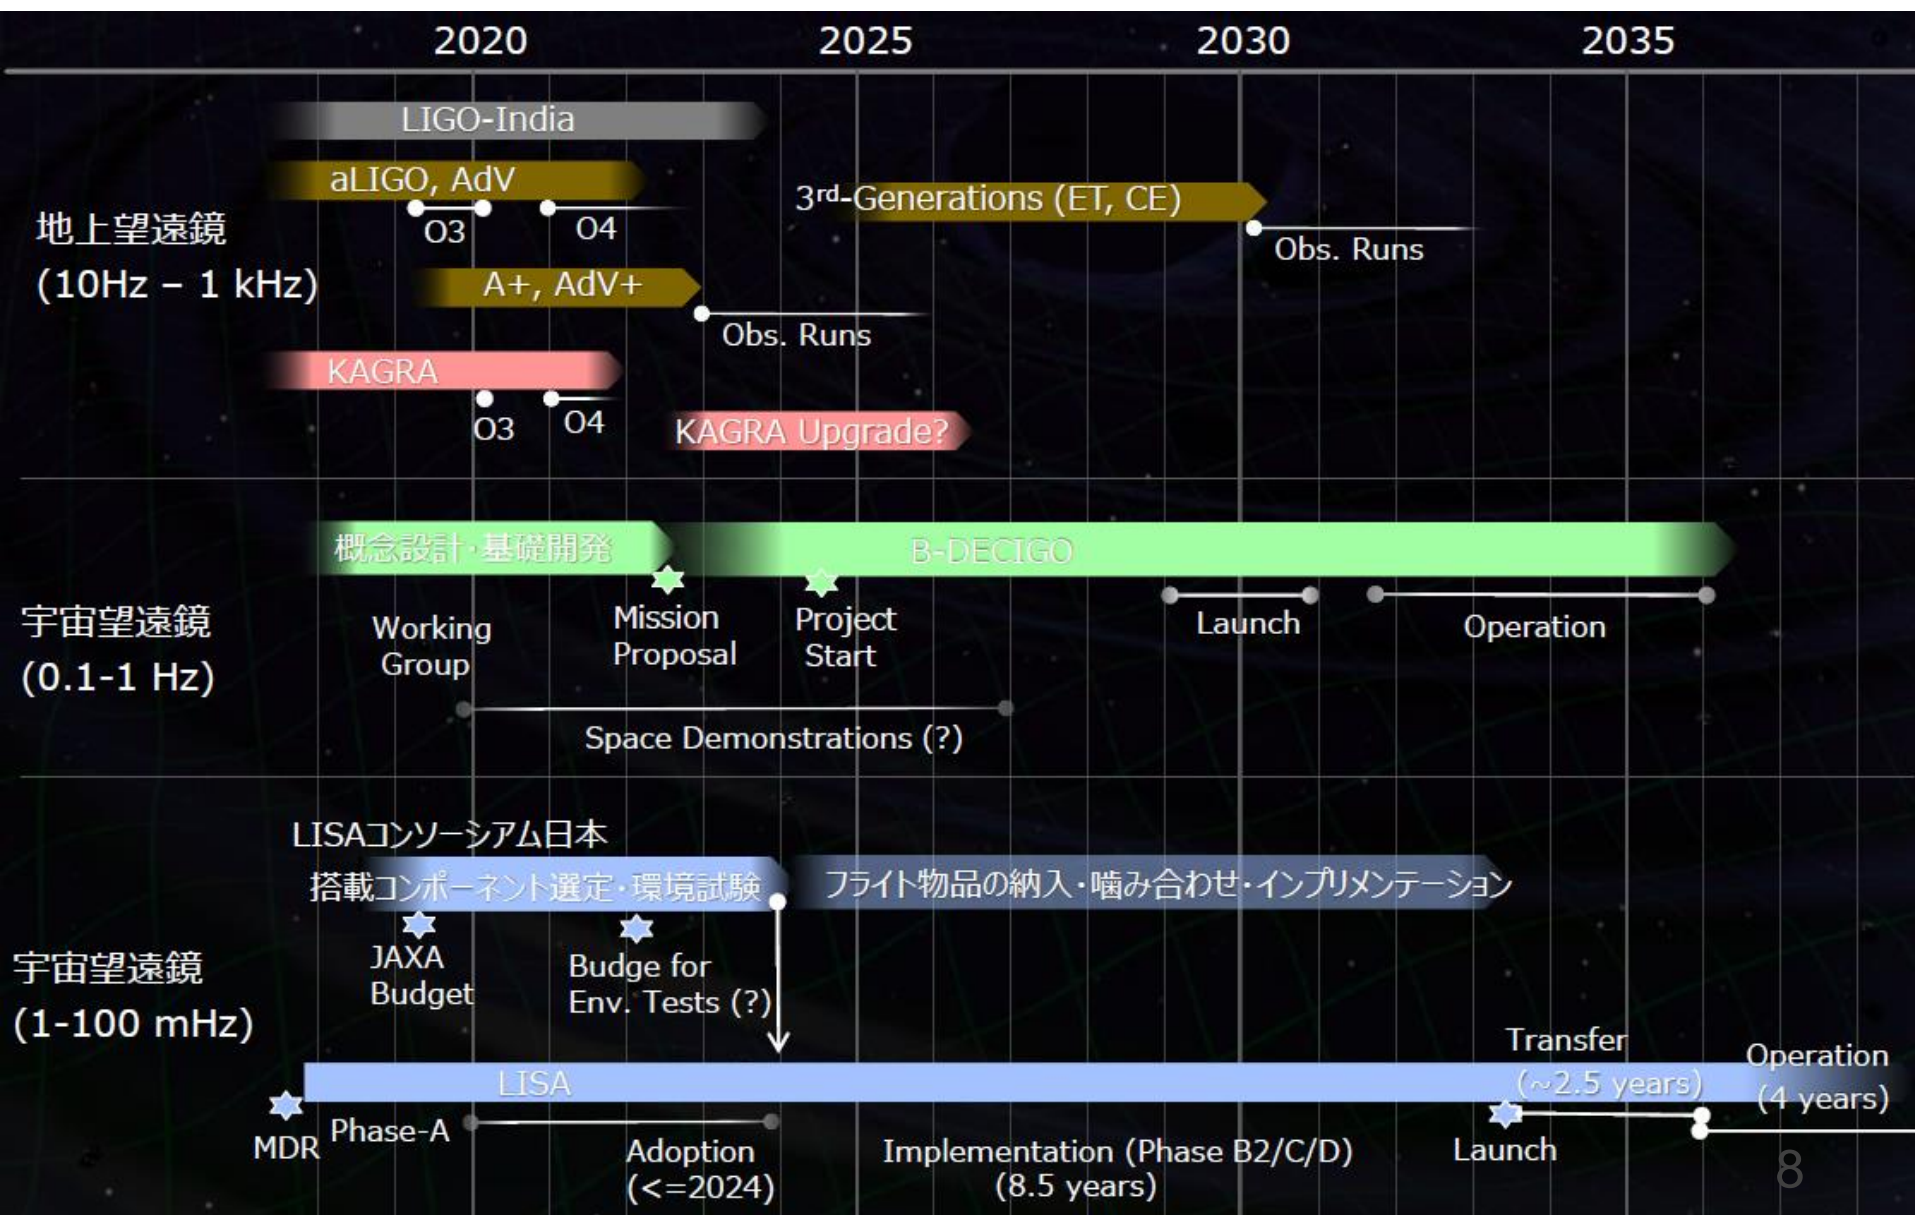 2020 2025 2030 2035
LIGO-India
aLIGO, AdV
3rd-Generations (ET, CE)
O3 O4
Obs. Runs
地上望遠鏡
(10Hz – 1 kHz)
A+, AdV+
Obs. Runs
KAGRA
O3 O4
KAGRA Upgrade?
概念設計・基礎開発
B-DECIGO
宇宙望遠鏡
(0.1-1 Hz)
Working
Group
Mission
Proposal
Project
Start
Launch
Operation
Space Demonstrations (?)
LISAコンソーシアム日本
搭載コンポーネント選定・環境試験
フライト物品の納入・噛み合わせ・インプリメンテーション
宇宙望遠鏡
(1-100 mHz)
JAXA
Budget
Budge for
Env. Tests (?)
LISA
Transfer
(~2.5 years)
Operation
(4 years)
MDR
Phase-A
Adoption
(<=2024)
Implementation (Phase B2/C/D)
(8.5 years)
Launch
8